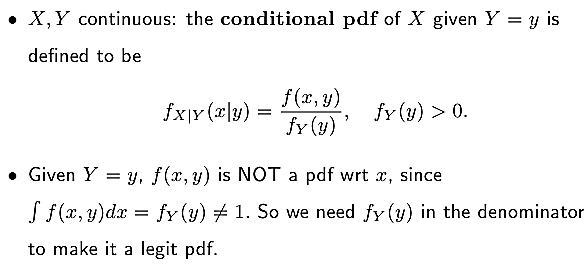 • X, Y continuous: the conditional pdf of X given Y = y is
defined to be
f_{X|Y}(x|y) = \frac{f(x, y)}{f_Y(y)}, f_Y(y) > 0.
• Given Y = y, f(x, y) is NOT a pdf wrt x, since
∫ f(x, y)dx = f_Y(y) ≠ 1. So we need f_Y(y) in the denominator
to make it a legit pdf.